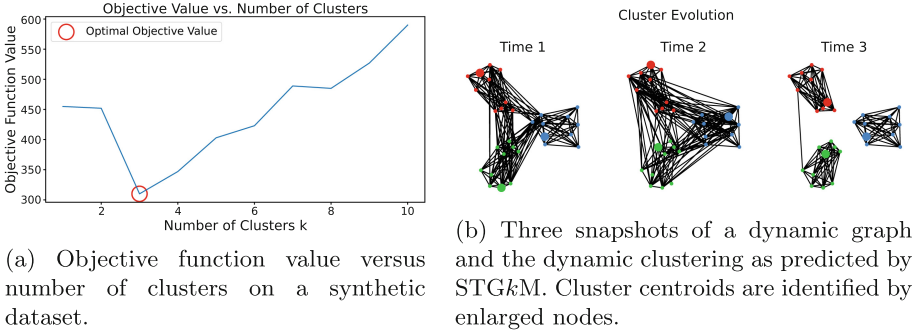 Objective Value vs. Number of Clusters
Optimal Objective Value
Objective Function Value
600
550
500
450
400
350
300
2 4 6 8 10
Number of Clusters k
(a) Objective function value versus
number of clusters on a synthetic
dataset.
Cluster Evolution
Time 1 Time 2 Time 3
(b) Three snapshots of a dynamic graph
and the dynamic clustering as predicted by
STGkM. Cluster centroids are identified by
enlarged nodes.